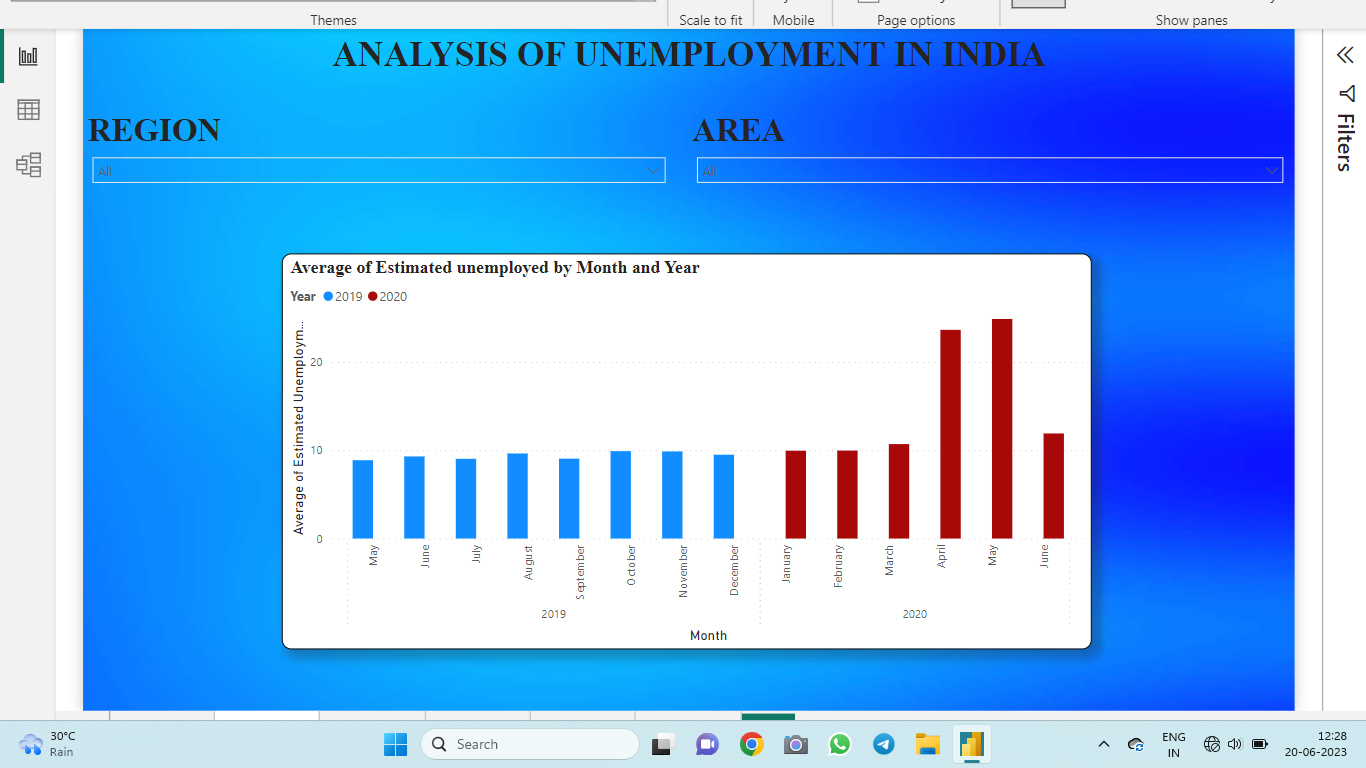 Themes
Scale to fit
Mobile
Page options
Show panes
ANALYSIS OF UNEMPLOYMENT IN INDIA
REGION
AREA
All
All
Filters
Average of Estimated unemployed by Month and Year
Year 2019 2020
Average of Estimated Unemploym...
20
10
0
May
June
July
August
September
October
November
December
January
February
March
April
May
June
2019
2020
Month
30°C
Rain
Search
ENG
IN
12:28
20-06-2023